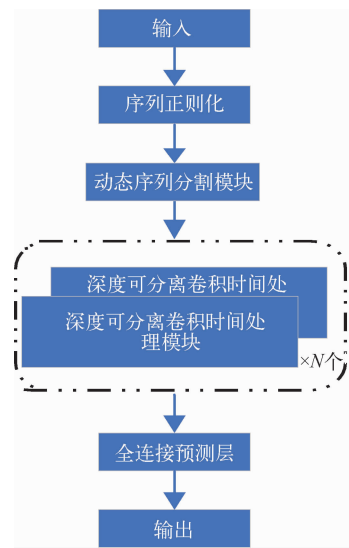 输入
序列正则化
动态序列分割模块
深度可分离卷积时间处
深度可分离卷积时间处
理模块
×N个
全连接预测层
输出